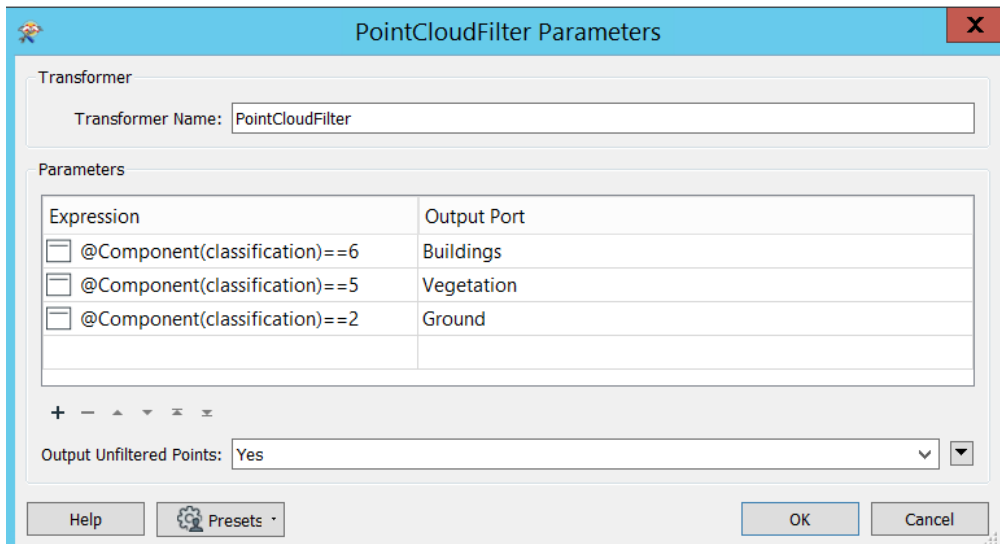 PointCloudFilter Parameters
X
Transformer
Transformer Name: PointCloudFilter
Parameters
Expression Output Port
@Component(classification)==6 Buildings
@Component(classification)==5 Vegetation
@Component(classification)==2 Ground
Output Unfiltered Points: Yes
Help Presets OK Cancel